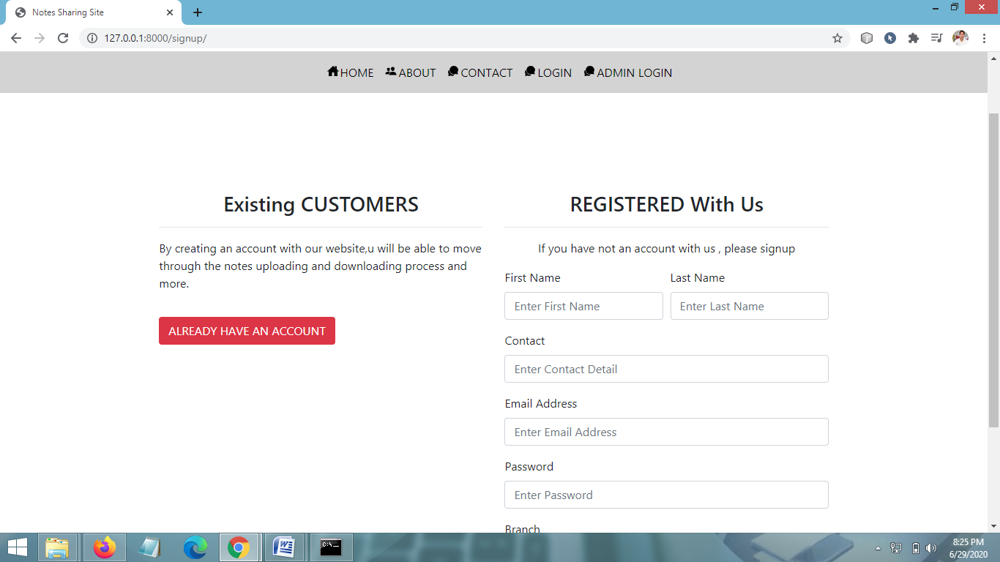 Notes Sharing Site
127.0.0.1:8000/signup/
HOME ABOUT CONTACT LOGIN ADMIN LOGIN
Existing CUSTOMERS
By creating an account with our website,u will be able to move
through the notes uploading and downloading process and
more.
ALREADY HAVE AN ACCOUNT
REGISTERED With Us
If you have not an account with us , please signup
First Name Last Name
Enter First Name Enter Last Name
Contact
Enter Contact Detail
Email Address
Enter Email Address
Password
Enter Password
Branch
C:\
8:25 PM
6/29/2020